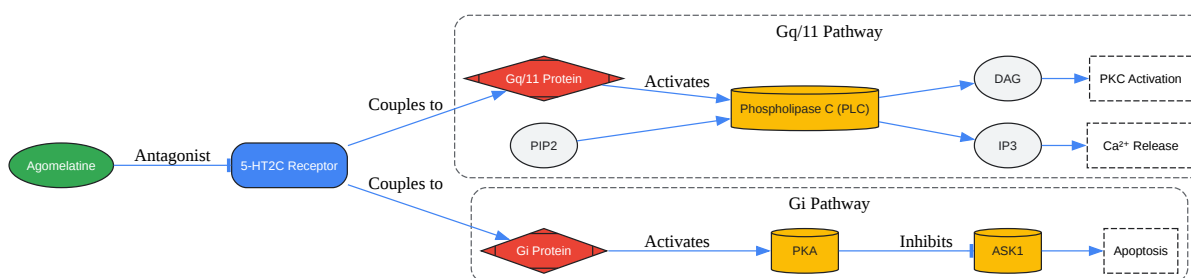 Gq/11 Pathway
Gq/11 Protein
Activates
DAG
PKC Activation
Couples to
Phospholipase C (PLC)
PIP2
IP3
Ca²⁺ Release
Agomelatine
Antagonist
5-HT2C Receptor
Couples to
Gi Pathway
Gi Protein
Activates
PKA
Inhibits
ASK1
Apoptosis